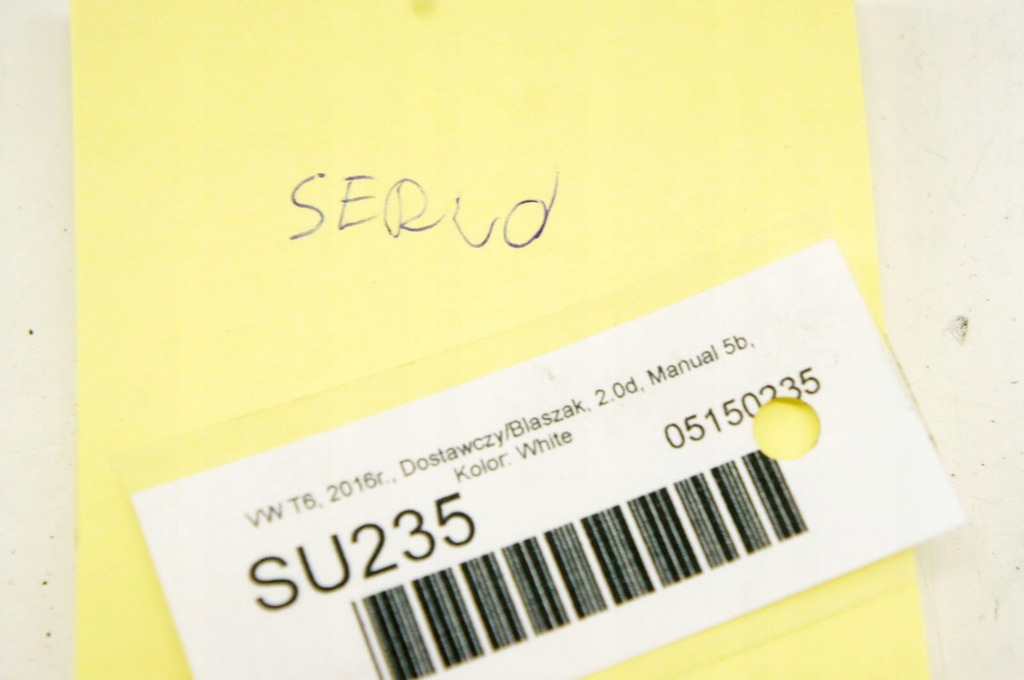 SERVO
VW T6, 2016r., Dostawczy/Blaszak, 2.0d, Manual 5b,
Kolor: White
05150235
SU235